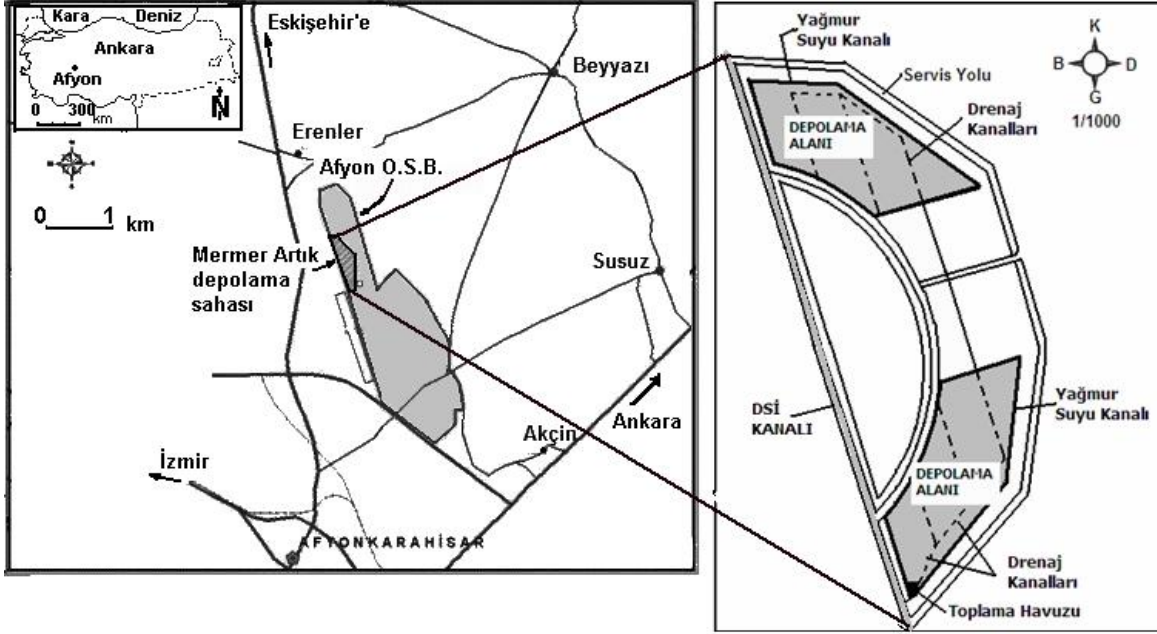 Kara Deniz
Ankara
Afyon
0 300
km
N
Eskişehir'e
Beyyazı
Erenler
Afyon O.S.B.
0 1 km
Mermer Artık
depolama
sahası
Susuz
Ankara
Akçin
İzmir
AFYONKARAHİSAR
Yağmur
Suyu Kanalı
K
B D
G
1/1000
Servis Yolu
Drenaj
Kanalları
DEPOLAMA
ALANI
DSİ
KANALI
Yağmur
Suyu Kanalı
DEPOLAMA
ALANI
Drenaj
Kanalları
Toplama Havuzu